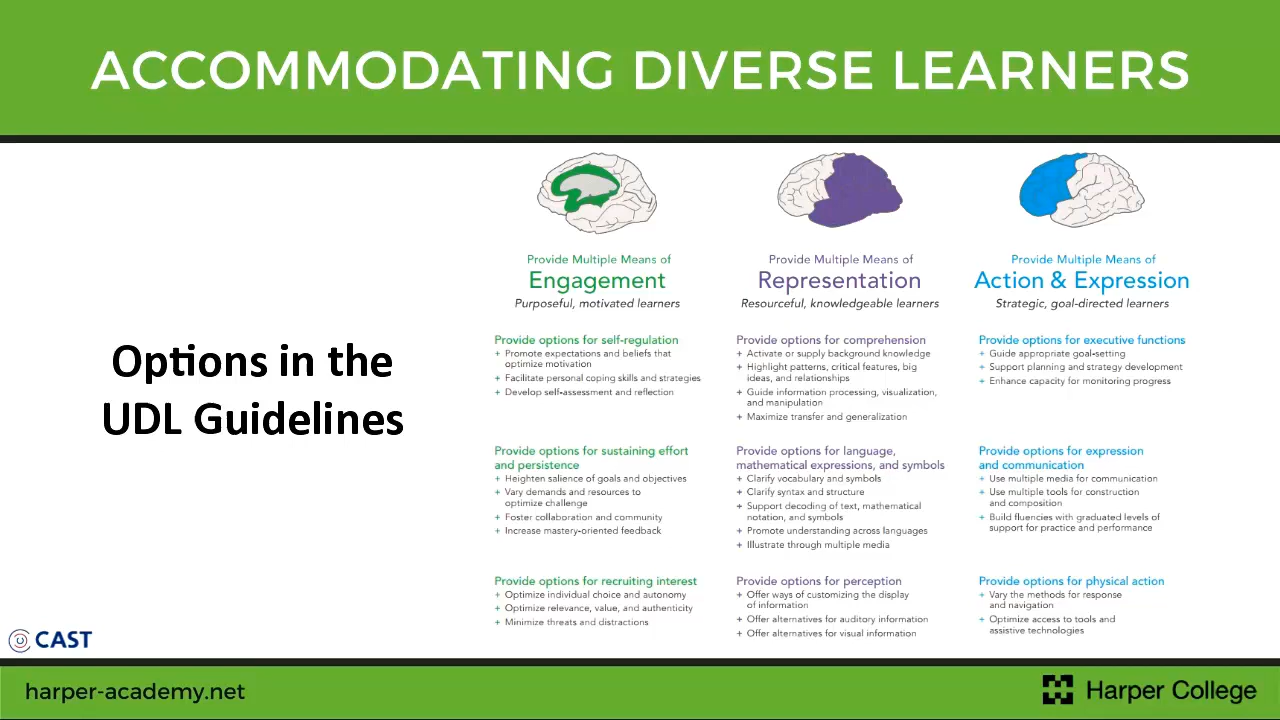 ACCOMMODATING DIVERSE LEARNERS
Options in the
UDL Guidelines
Provide Multiple Means of
Engagement
Purposeful, motivated learners
Provide options for self-regulation
+ Promote expectations and beliefs that
optimize motivation
+ Facilitate personal coping skills and strategies
+ Develop self-assessment and reflection
Provide options for sustaining effort
and persistence
+ Heighten salience of goals and objectives
+ Vary demands and resources to
optimize challenge
+ Foster collaboration and community
+ Increase mastery-oriented feedback
Provide options for recruiting interest
+ Optimize individual choice and autonomy
+ Optimize relevance, value, and authenticity
+ Minimize threats and distractions
Provide Multiple Means of
Representation
Resourceful, knowledgeable learners
Provide options for comprehension
+ Activate or supply background knowledge
+ Highlight patterns, critical features, big
ideas, and relationships
+ Guide information processing, visualization,
and manipulation
+ Maximize transfer and generalization
Provide options for language,
mathematical expressions, and symbols
+ Clarify vocabulary and symbols
+ Clarify syntax and structure
+ Support decoding of text, mathematical
notation, and symbols
+ Promote understanding across languages
+ Illustrate through multiple media
Provide options for perception
+ Offer ways of customizing the display
of information
+ Offer alternatives for auditory information
+ Offer alternatives for visual information
Provide Multiple Means of
Action & Expression
Strategic, goal-directed learners
Provide options for executive functions
+ Guide appropriate goal-setting
+ Support planning and strategy development
+ Enhance capacity for monitoring progress
Provide options for expression
and communication
+ Use multiple media for communication
+ Use multiple tools for construction
and composition
+ Build fluencies with graduated levels of
support for practice and performance
Provide options for physical action
+ Vary the methods for response
and navigation
+ Optimize access to tools and
assistive technologies
CAST
harper-academy.net
Harper College